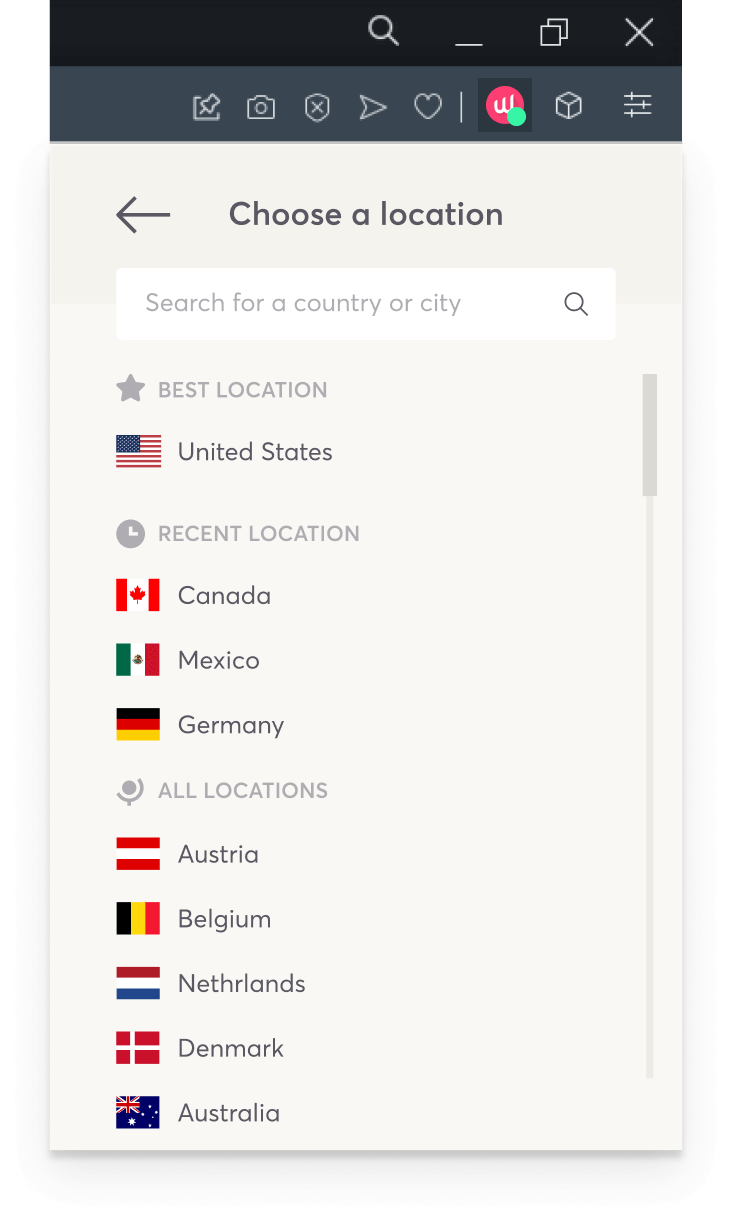 Choose a location
Search for a country or city
BEST LOCATION
United States
RECENT LOCATION
Canada
Mexico
Germany
ALL LOCATIONS
Austria
Belgium
Nethrlands
Denmark
Australia